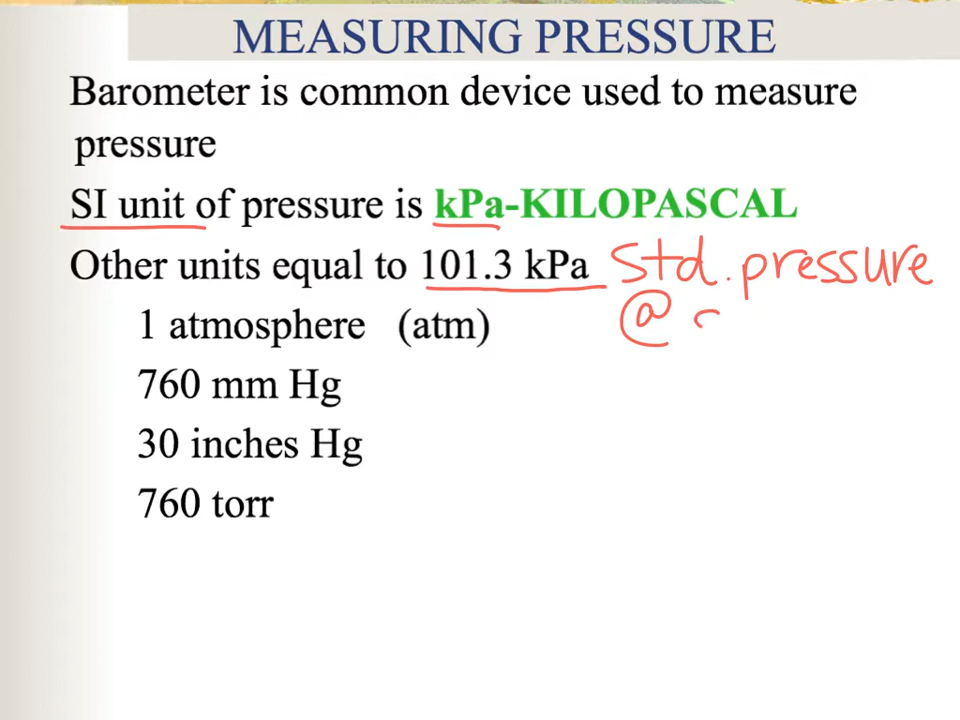 MEASURING PRESSURE
Barometer is common device used to measure
pressure
SI unit of pressure is kPa-KILOPASCAL
Other units equal to 101.3 kPa std. pressure
1 atmosphere (atm) @
760 mm Hg
30 inches Hg
760 torr